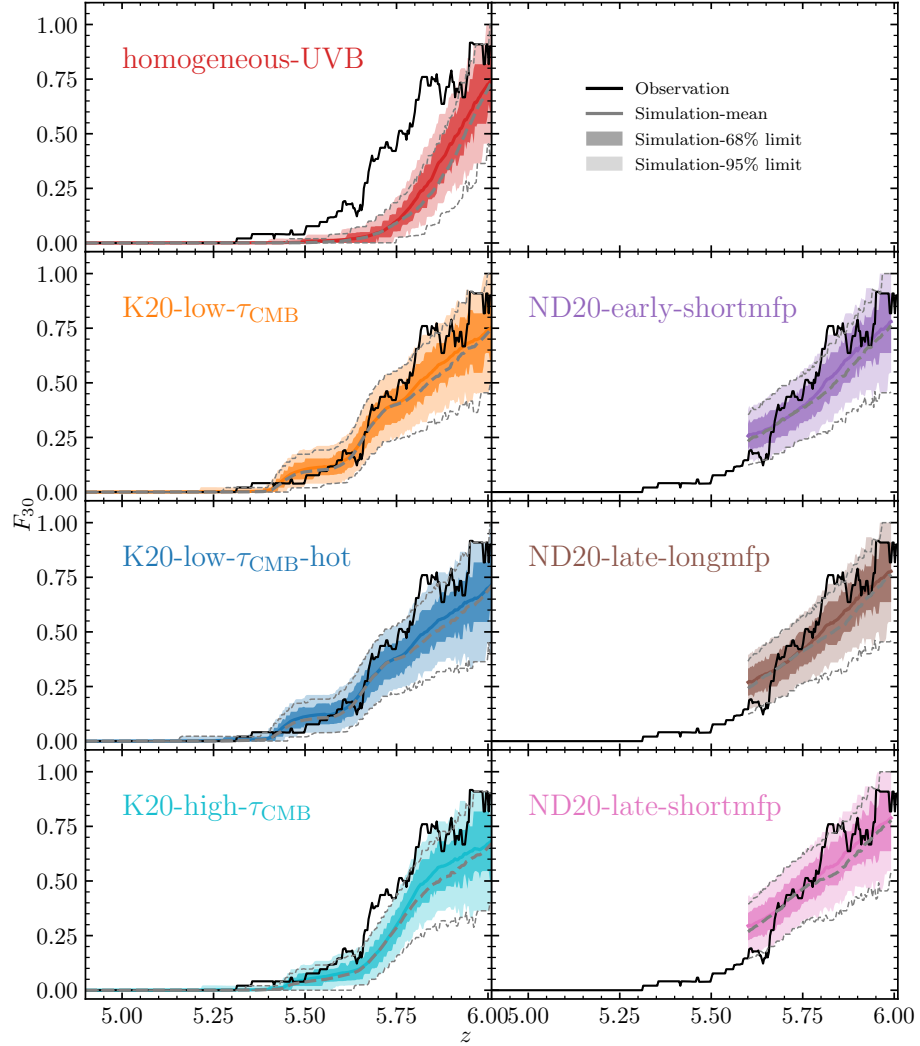 1.00
0.75
0.50
0.25
0.00
homogeneous-UVB
Observation
Simulation-mean
Simulation-68% limit
Simulation-95% limit
1.00
0.75
0.50
0.25
0.00
K20-low-τCMB
ND20-early-shortmfp
F30
1.00
0.75
0.50
0.25
0.00
K20-low-τCMB-hot
ND20-late-longmfp
1.00
0.75
0.50
0.25
0.00
K20-high-τCMB
ND20-late-shortmfp
5.00 5.25 5.50 5.75 6.00
5.00 5.25 5.50 5.75 6.00
z z